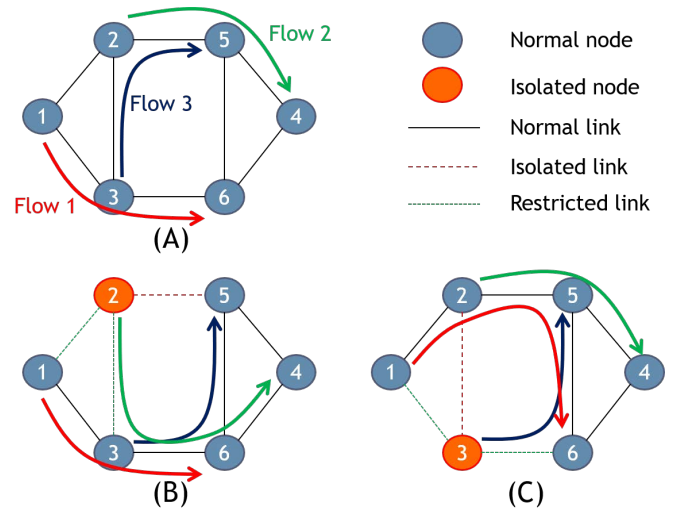 Flow 2
2
5
Normal node
Isolated node
1
Flow 3
4
Normal link
Isolated link
3
6
Flow 1
Restricted link
(A)
2
5
1
4
3
6
(B)
2
5
1
4
3
6
(C)